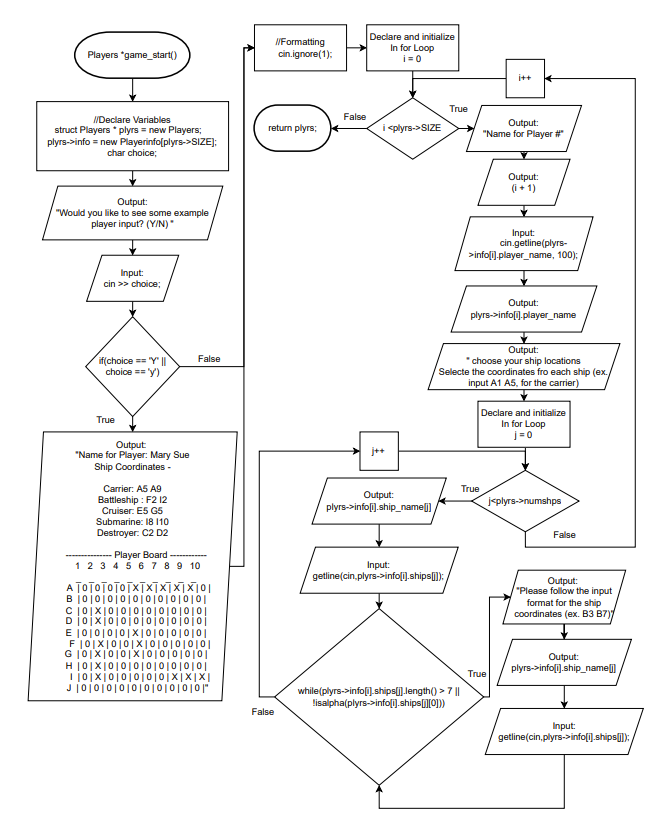 Players *game_start()
//Declare Variables
struct Players * plyrs = new Players;
plyrs->info = new Playerinfo[plyrs->SIZE];
char choice;
Output:
"Would you like to see some example
player input? (Y/N) "
Input:
cin >> choice;
if(choice == 'Y' ||
choice == 'y')
False
True
Output:
"Name for Player: Mary Sue
Ship Coordinates -
Carrier: A5 A9
Battleship : F2 I2
Cruiser: E5 G5
Submarine: I8 I10
Destroyer: C2 D2
--------------- Player Board ------------
1 2 3 4 5 6 7 8 9 10
_ _ _ _ _ _ _ _ _ _
A |0|0|0|0|X|X|X|X|X|0|
B |0|0|0|0|0|0|0|0|0|0|
C |0|X|0|0|0|0|0|0|0|0|
D |0|X|0|0|0|0|0|0|0|0|
E |0|0|0|0|X|0|0|0|0|0|
F |0|X|0|0|X|0|0|0|0|0|
G |0|X|0|0|X|0|0|0|0|0|
H |0|X|0|0|0|0|0|0|0|0|
I |0|X|0|0|0|0|0|X|X|X|
J |0|0|0|0|0|0|0|0|0|0|"
//Formatting
cin.ignore(1);
Declare and initialize
In for Loop
i = 0
i++
i <plyrs->SIZE
False
True
return plyrs;
Output:
"Name for Player #"
Output:
(i + 1)
Input:
cin.getline(plyrs-
>info[i].player_name, 100);
Output:
plyrs->info[i].player_name
Output:
" choose your ship locations
Selecte the coordinates fro each ship (ex.
input A1 A5, for the carrier)
Declare and initialize
In for Loop
j = 0
j++
j<plyrs->numshps
True
False
Output:
plyrs->info[i].ship_name[j]
Input:
getline(cin,plyrs->info[i].ships[j]);
while(plyrs->info[i].ships[j].length() > 7 ||
!isalpha(plyrs->info[i].ships[j][0]))
False
True
Output:
"Please follow the input
format for the ship
coordinates (ex. B3 B7)"
Output:
plyrs->info[i].ship_name[j]
Input:
getline(cin,plyrs->info[i].ships[j]);